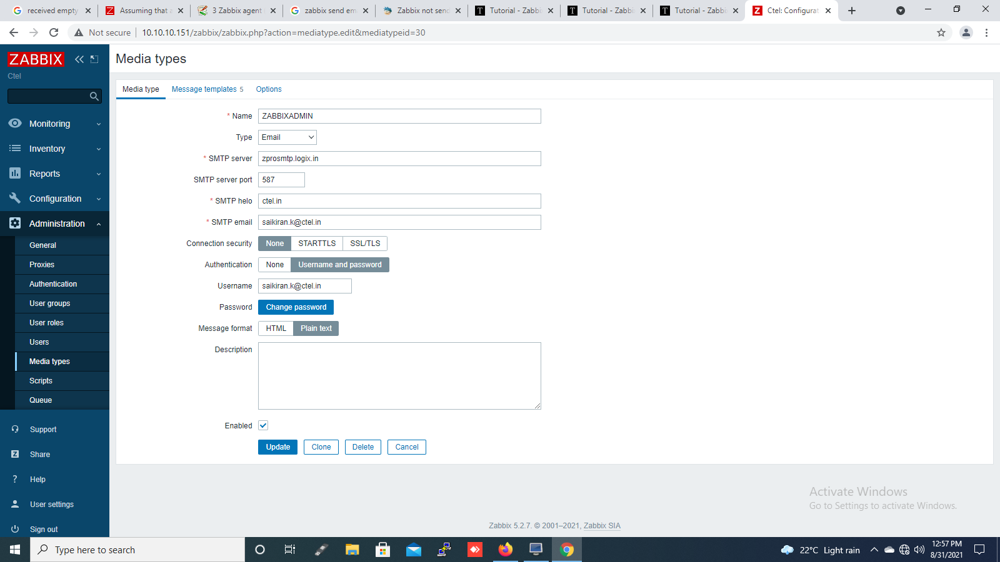 received empty
Assuming that a
3 Zabbix agent
zabbix send em
Zabbix not send
Tutorial - Zabbi
Tutorial - Zabbi
Tutorial - Zabbi
Ctel: Configurat
Not secure
10.10.10.151/zabbix/zabbix.php?action=mediatype.edit&mediatypeid=30
ZABBIX
Ctel
Monitoring
Inventory
Reports
Configuration
Administration
General
Proxies
Authentication
User groups
User roles
Users
Media types
Scripts
Queue
Support
Share
Help
User settings
Sign out
Media types
Media type Message templates 5 Options
* Name ZABBIXADMIN
Type Email
* SMTP server zprosmtp.logix.in
SMTP server port 587
* SMTP helo ctel.in
* SMTP email saikiran.k@ctel.in
Connection security None STARTTLS SSL/TLS
Authentication None Username and password
Username saikiran.k@ctel.in
Password Change password
Message format HTML Plain text
Description
Enabled
Update Clone Delete Cancel
Activate Windows
Go to Settings to activate Windows.
Zabbix 5.2.7. © 2001–2021, Zabbix SIA
Type here to search
22°C Light rain
12:57 PM
8/31/2021